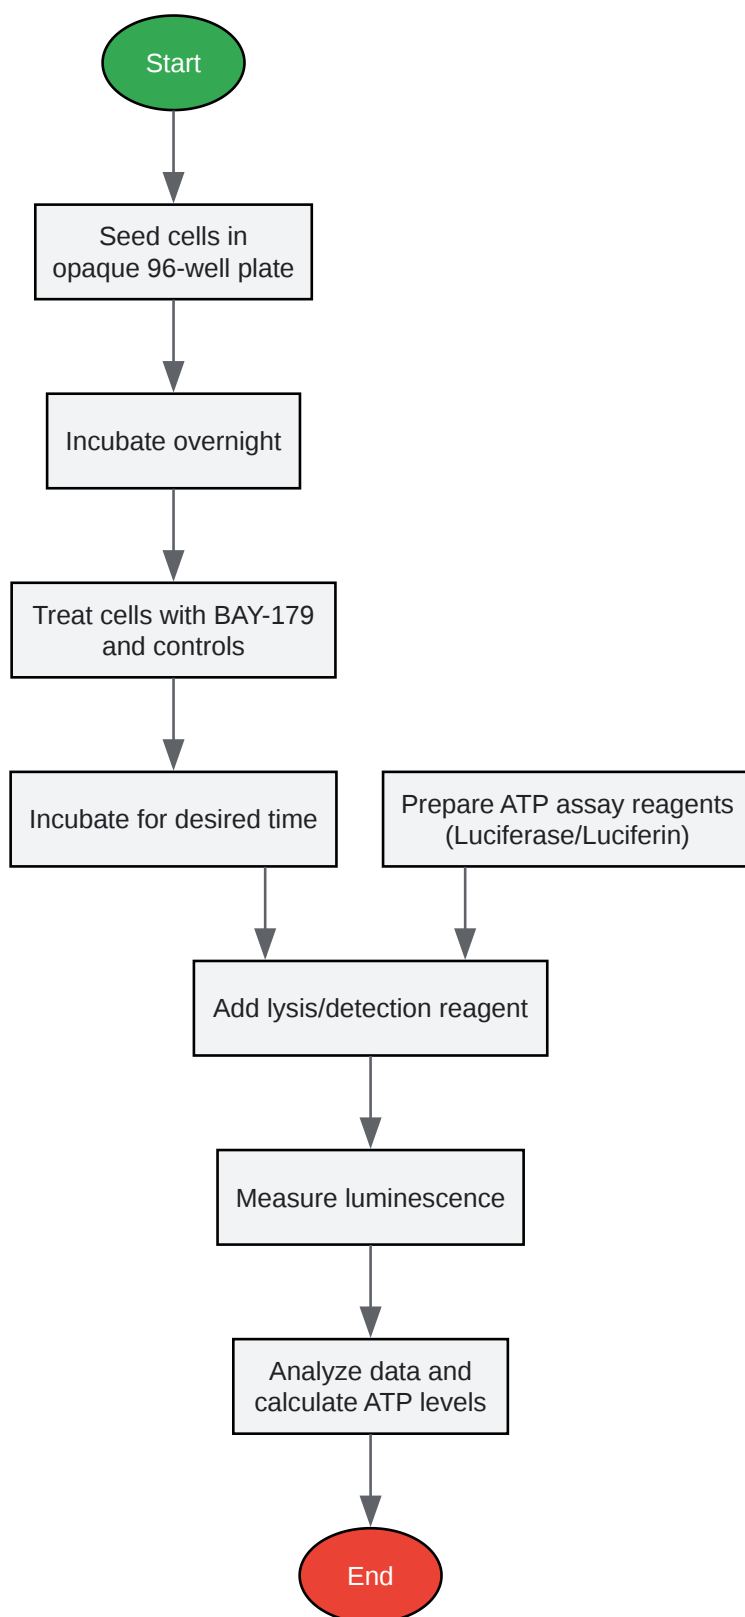 Start
Seed cells in
opaque 96-well plate
Incubate overnight
Treat cells with BAY-179
and controls
Incubate for desired time
Prepare ATP assay reagents
(Luciferase/Luciferin)
Add lysis/detection reagent
Measure luminescence
Analyze data and
calculate ATP levels
End